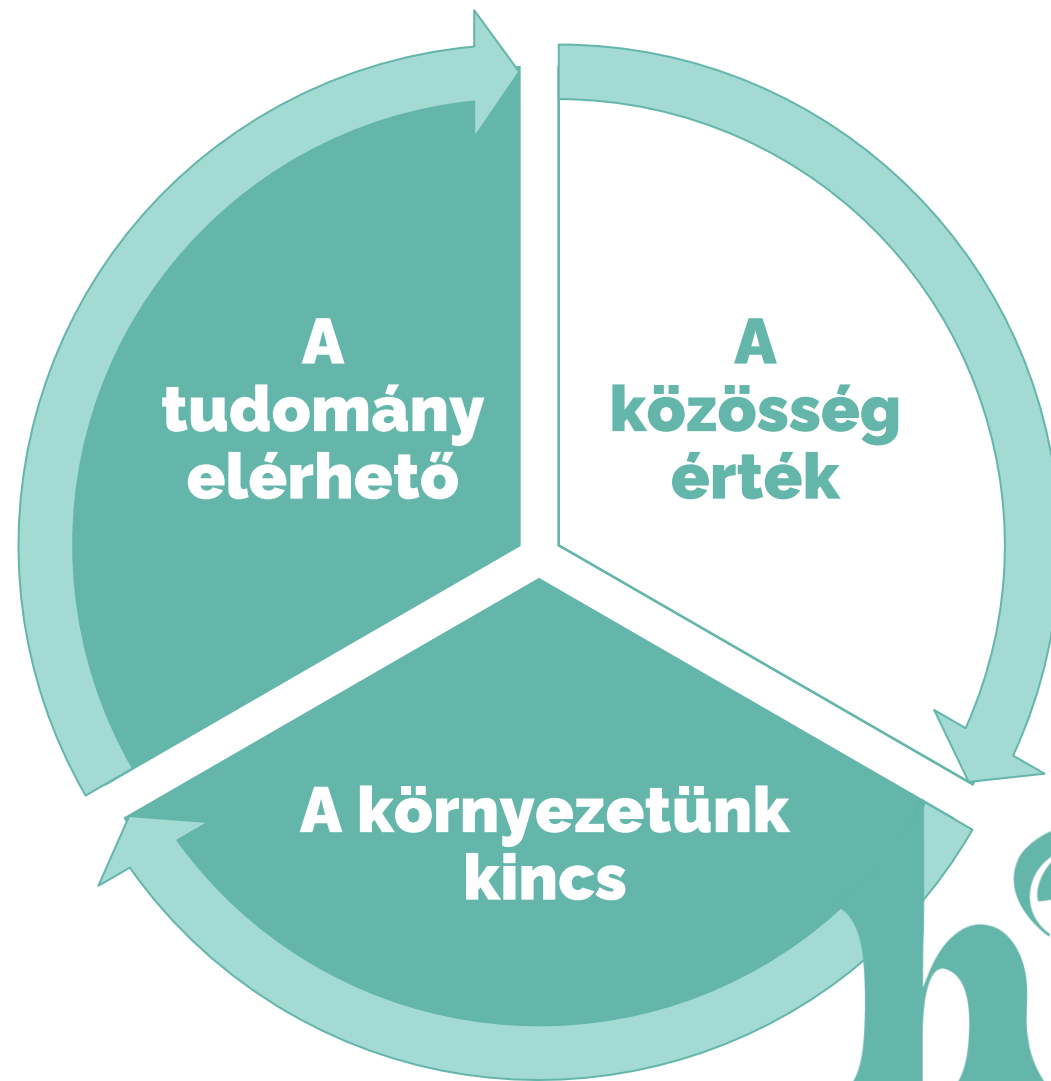 A
tudomány
elérhető
A
közösség
érték
A környezetünk
kincs
h